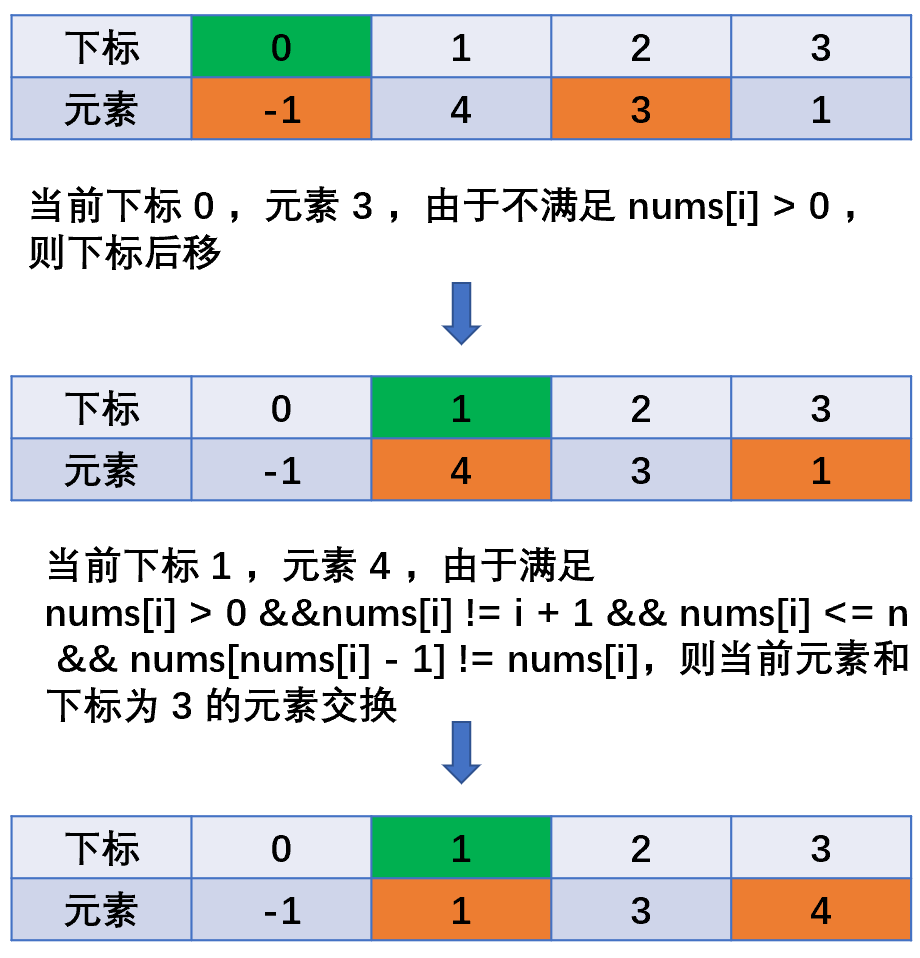 下标 0 1 2 3
元素 -1 4 3 1
当前下标 0 ，元素 3 ，由于不满足 nums[i] > 0 ，
则下标后移
下标 0 1 2 3
元素 -1 4 3 1
当前下标 1 ，元素 4 ，由于满足
nums[i] > 0 &&nums[i] != i + 1 && nums[i] <= n
&& nums[nums[i] - 1] != nums[i]，则当前元素和
下标为 3 的元素交换
下标 0 1 2 3
元素 -1 1 3 4